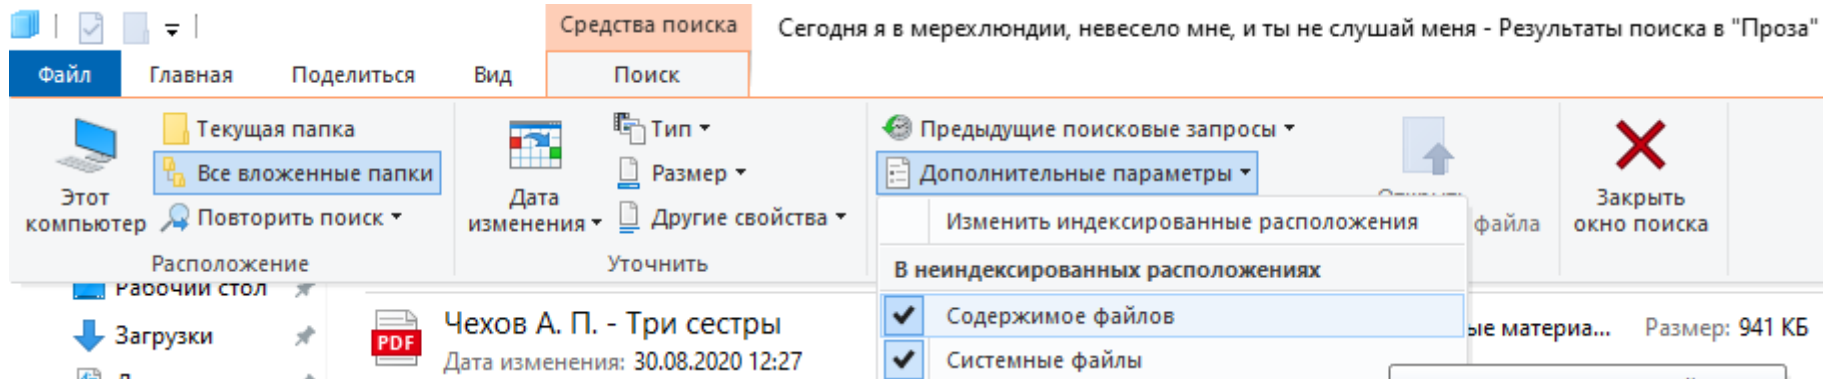 Средства поиска
Сегодня я в мерехлюндии, невесело мне, и ты не слушай меня - Результаты поиска в "Проза"
Файл Главная Поделиться Вид Поиск
Этот компьютер
Текущая папка
Все вложенные папки
Повторить поиск
Расположение
Дата изменения
Тип
Размер
Другие свойства
Уточнить
Предыдущие поисковые запросы
Дополнительные параметры
файла
Закрыть
окно поиска
Изменить индексированные расположения
В неиндексированных расположениях
Содержимое файлов
Системные файлы
Рабочий стол
Загрузки
PDF
Чехов А. П. - Три сестры
Дата изменения: 30.08.2020 12:27
ые материа... Размер: 941 КБ